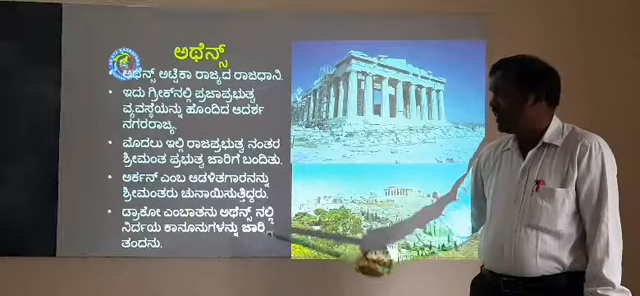 ಅಥೆನ್ಸ್
ಅಥೆನ್ಸ್ ಅಟ್ಟಿಕಾ ರಾಜ್ಯದ ರಾಜಧಾನಿ.
• ಇದು ಗ್ರೀಕ್‌ನಲ್ಲಿ ಪ್ರಜಾಪ್ರಭುತ್ವ
ವ್ಯವಸ್ಥೆಯನ್ನು ಹೊಂದಿದ ಆದರ್ಶ
ನಗರರಾಜ್ಯ.
• ಮೊದಲು ಇಲ್ಲಿ ರಾಜಪ್ರಭುತ್ವ ನಂತರ
ಶ್ರೀಮಂತ ಪ್ರಭುತ್ವ ಜಾರಿಗೆ ಬಂದಿತು.
• ಅರ್ಕನ್ ಎಂಬ ಆಡಳಿತಗಾರನನ್ನು
ಶ್ರೀಮಂತರು ಚುನಾಯಿಸುತ್ತಿದ್ದರು.
• ಡ್ರಾಕೋ ಎಂಬಾತನು ಅಥೆನ್ಸ್ ನಲ್ಲಿ
ನಿರ್ದಯ ಕಾನೂನುಗಳನ್ನು ಜಾರಿ
ತಂದನು.